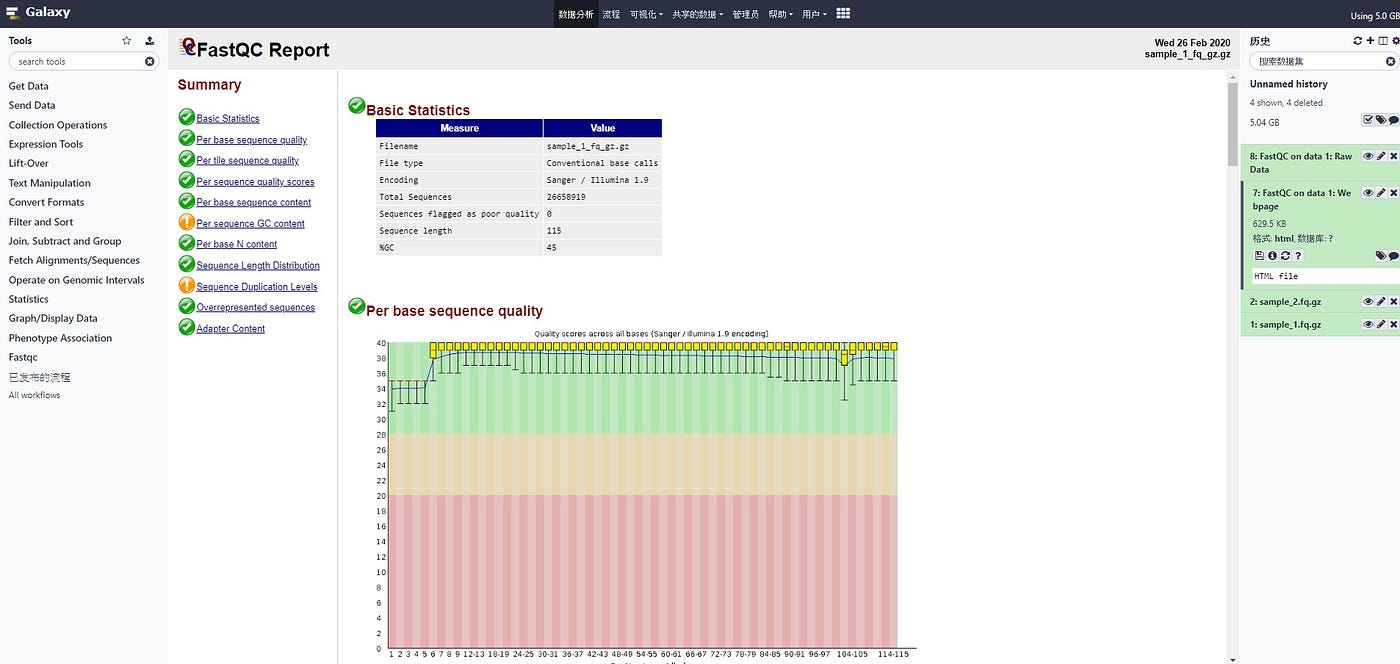 Galaxy
数据分析 流程 可视化 共享的数据 管理员 帮助 用户
Using 5.0 GB
Tools
search tools
Get Data
Send Data
Collection Operations
Expression Tools
Lift-Over
Text Manipulation
Convert Formats
Filter and Sort
Join, Subtract and Group
Fetch Alignments/Sequences
Operate on Genomic Intervals
Statistics
Graph/Display Data
Phenotype Association
Fastqc
已发布的流程
All workflows
FastQC Report
Wed 26 Feb 2020
sample_1_fq_gz.gz
Summary
Basic Statistics
Per base sequence quality
Per tile sequence quality
Per sequence quality scores
Per base sequence content
Per sequence GC content
Per base N content
Sequence Length Distribution
Sequence Duplication Levels
Overrepresented sequences
Adapter Content
Basic Statistics
Measure Value
Filename sample_1_fq_gz.gz
File type Conventional base calls
Encoding Sanger / Illumina 1.9
Total Sequences 26658919
Sequences flagged as poor quality 0
Sequence length 115
%GC 45
Per base sequence quality
Quality scores across all bases (Sanger / Illumina 1.9 encoding)
40
38
36
34
32
30
28
26
24
22
20
18
16
14
12
10
8
6
4
2
0
1 2 3 4 5 6 7 8 9 12-13 18-19 24-25 30-31 36-37 42-43 48-49 54-55 60-61 66-67 72-73 78-79 84-85 90-91 96-97 104-105 114-115
历史
搜索数据集
Unnamed history
4 shown, 4 deleted
5.04 GB
8: FastQC on data 1: Raw
Data
7: FastQC on data 1: We
bpage
629.5 KB
格式: html, 数据库: ?
HTML file
2: sample_2.fq.gz
1: sample_1.fq.gz